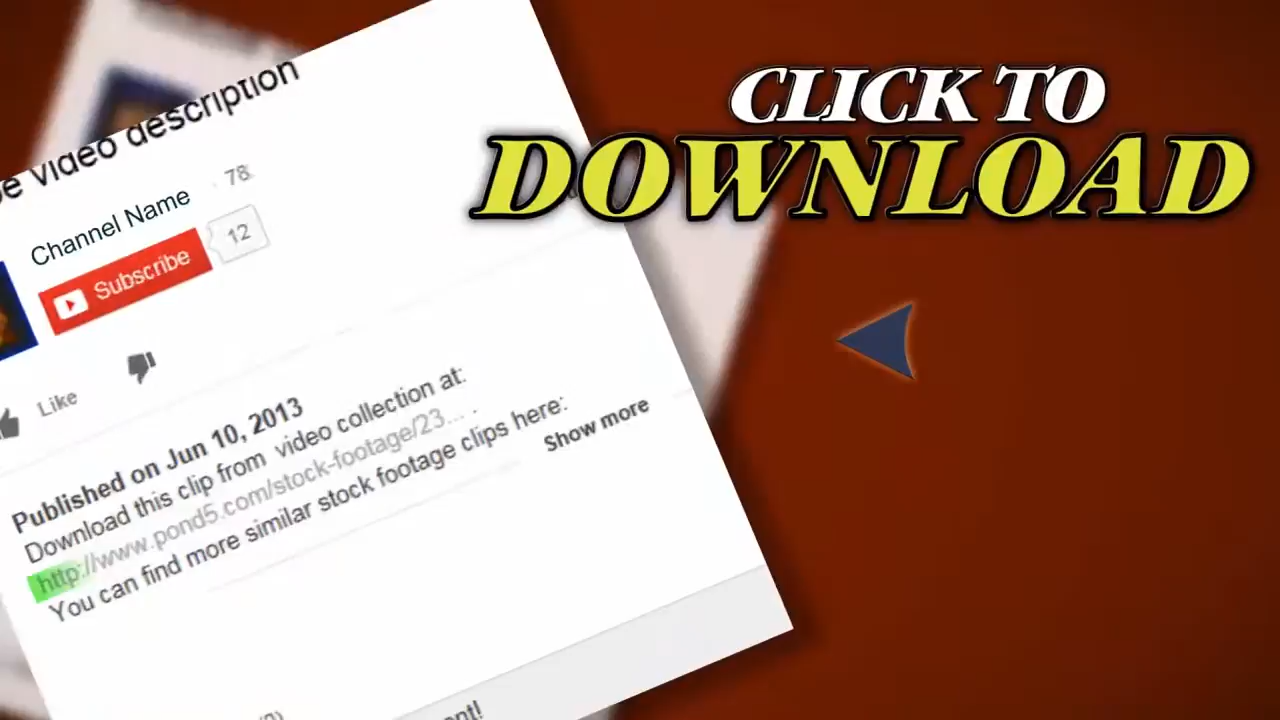 CLICK TO
DOWNLOAD
video description
Channel Name
78
Subscribe
12
Like
Published on Jun 10, 2013
Download this clip from video collection at:
http://www.pond5.com/stock-footage/23... .
You can find more similar stock footage clips here:
Show more